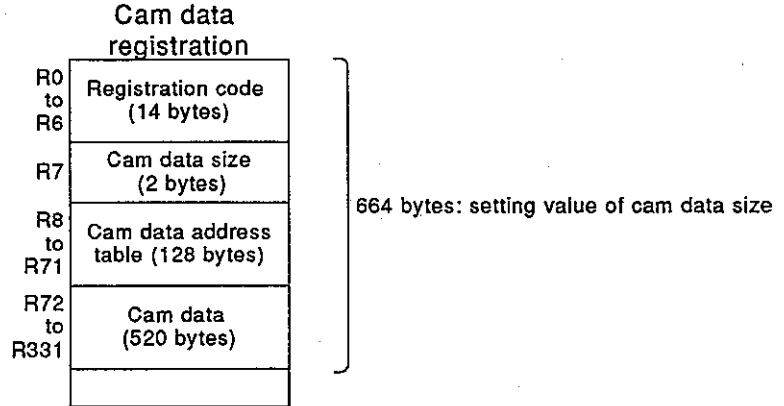 Cam data
registration
R0
to
R6
Registration code
(14 bytes)
R7
Cam data size
(2 bytes)
R8
to
R71
Cam data address
table (128 bytes)
R72
to
R331
Cam data
(520 bytes)
664 bytes: setting value of cam data size